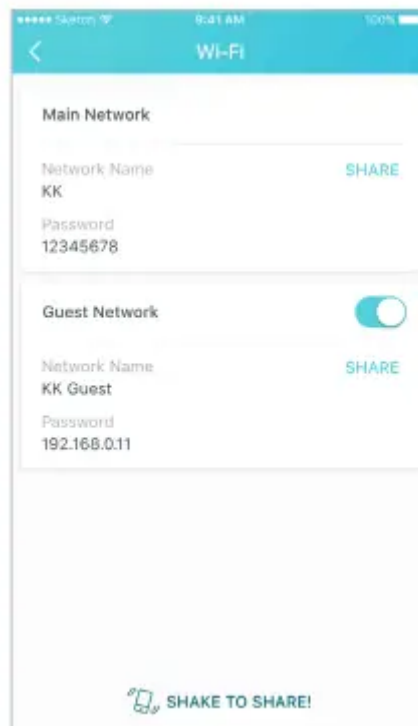 Sketch
9:41 AM
100%
Wi-Fi
Main Network
Network Name
SHARE
KK
Password
12345678
Guest Network
Network Name
SHARE
KK Guest
Password
192.168.0.11
SHAKE TO SHARE!